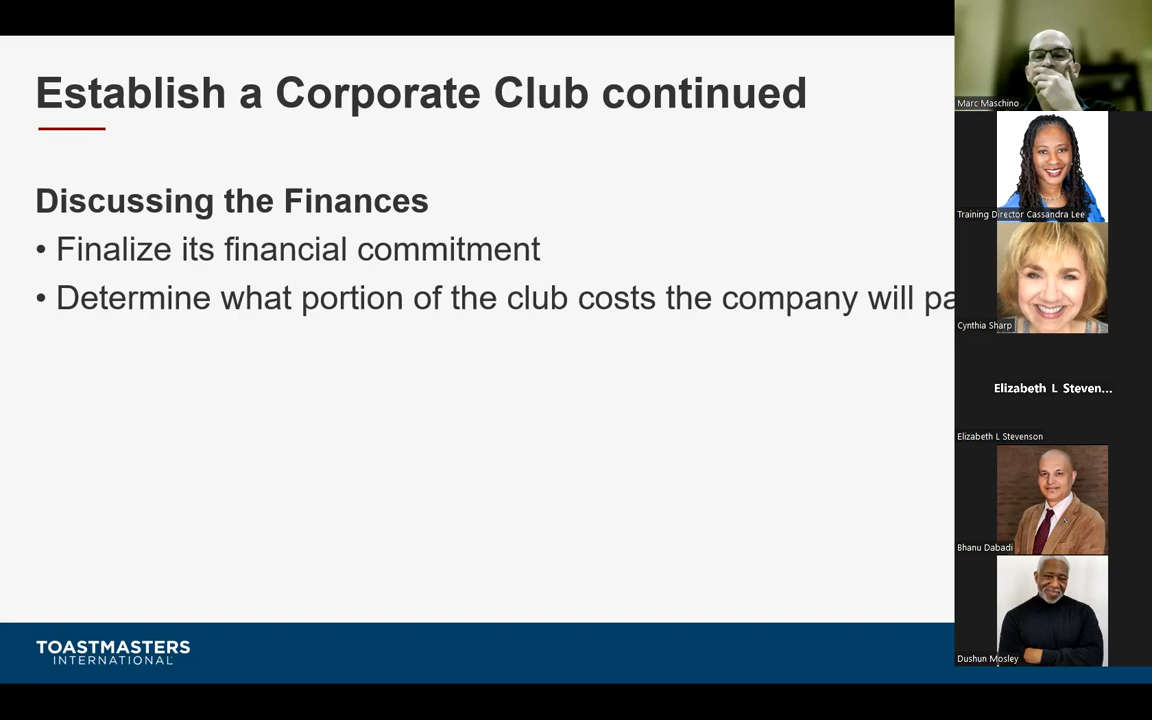 Establish a Corporate Club continued
Discussing the Finances
• Finalize its financial commitment
• Determine what portion of the club costs the company will pa
TOASTMASTERS
INTERNATIONAL
Marc Maschino
Training Director Cassandra Lee
Cynthia Sharp
Elizabeth L Steven...
Elizabeth L Stevenson
Bhanu Dabadi
Dushun Mosley